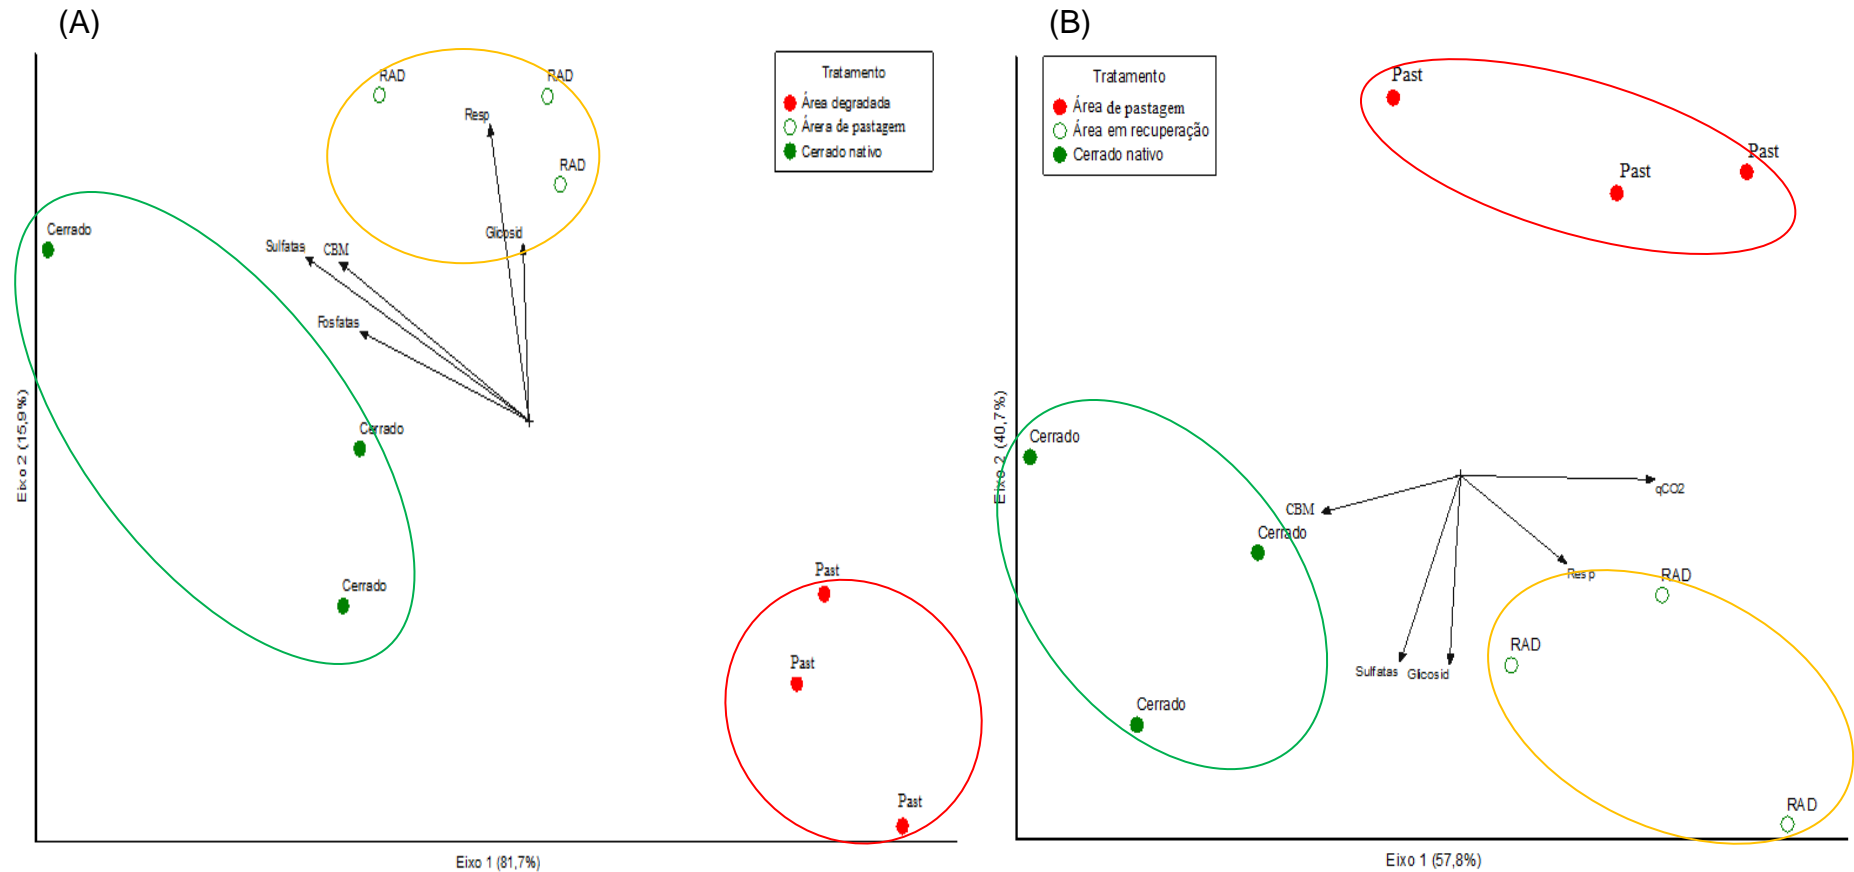 (A)
RAD
RAD
Resp
RAD
Tratamento
Área degradada
Árera de pastagem
Cerrado nativo
Cerrado
Glicosid
Sulfatas
CBM
Fosfatas
Cerrado
Cerrado
Past
Past
Past
Eixo 2 (15,9%)
Eixo 1 (81,7%)
(B)
Tratamento
Área de pastagem
Área em recuperação
Cerrado nativo
Past
Past
Past
Cerrado
Cerrado
CBM
qCO2
Resp
RAD
RAD
Sulfatas
Glicosid
Cerrado
RAD
Eixo 2 (40,7%)
Eixo 1 (57,8%)